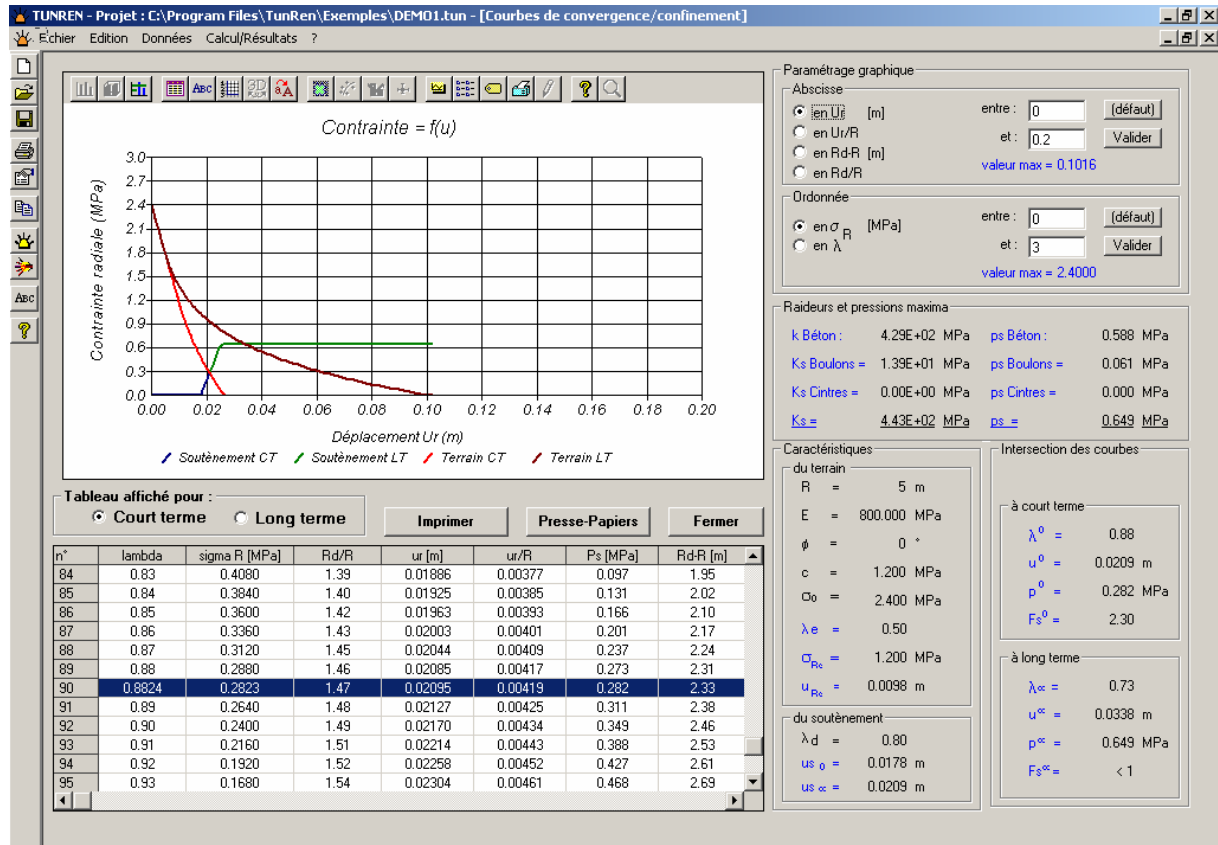 TUNREN - Projet : C:\Program Files\TunRen\Exemples\DEMO1.tun - [Courbes de convergence/confinement]
Fichier Edition Données Calcul/Résultats ?
ABC 3D
ABC
Contrainte = f(u)
Contrainte radiale (MPa)
3.0
2.7
2.4
2.1
1.8
1.5
1.2
0.9
0.6
0.3
0.0
0.00 0.02 0.04 0.06 0.08 0.10 0.12 0.14 0.16 0.18 0.20
Déplacement Ur (m)
Soutènement CT Soutènement LT Terrain CT Terrain LT
Paramétrage graphique
Abscisse
en Ur [m] entre : 0 (défaut)
en Ur/R et : 0.2 Valider
en Rd-R [m]
valeur max = 0.1016
en Rd/R
Ordonnée
en σ R [MPa] entre : 0 (défaut)
en λ et : 3 Valider
valeur max = 2.4000
Raideurs et pressions maxima
k Béton : 4.29E+02 MPa ps Béton : 0.588 MPa
Ks Boulons = 1.39E+01 MPa ps Boulons = 0.061 MPa
Ks Cintres = 0.00E+00 MPa ps Cintres = 0.000 MPa
Ks = 4.43E+02 MPa ps = 0.649 MPa
Tableau affiché pour :
Court terme Long terme
Imprimer Presse-Papiers Fermer
n° lambda sigma R [MPa] Rd/R ur [m] ur/R Ps [MPa] Rd-R [m]
84 0.83 0.4080 1.39 0.01886 0.00377 0.097 1.95
85 0.84 0.3840 1.40 0.01925 0.00385 0.131 2.02
86 0.85 0.3600 1.42 0.01963 0.00393 0.166 2.10
87 0.86 0.3360 1.43 0.02003 0.00401 0.201 2.17
88 0.87 0.3120 1.45 0.02044 0.00409 0.237 2.24
89 0.88 0.2880 1.46 0.02085 0.00417 0.273 2.31
90 0.8824 0.2823 1.47 0.02095 0.00419 0.282 2.33
91 0.89 0.2640 1.48 0.02127 0.00425 0.311 2.38
92 0.90 0.2400 1.49 0.02170 0.00434 0.349 2.46
93 0.91 0.2160 1.51 0.02214 0.00443 0.388 2.53
94 0.92 0.1920 1.52 0.02258 0.00452 0.427 2.61
95 0.93 0.1680 1.54 0.02304 0.00461 0.468 2.69
Caractéristiques
du terrain
R = 5 m
E = 800.000 MPa
ϕ = 0 °
c = 1.200 MPa
σo = 2.400 MPa
λe = 0.50
σRe = 1.200 MPa
uRe = 0.0098 m
du soutènement
λd = 0.80
us 0 = 0.0178 m
us ∝ = 0.0209 m
Intersection des courbes
à court terme
λ0 = 0.88
u0 = 0.0209 m
p0 = 0.282 MPa
Fs0 = 2.30
à long terme
λ∝ = 0.73
u∝ = 0.0338 m
p∝ = 0.649 MPa
Fs∝ = < 1